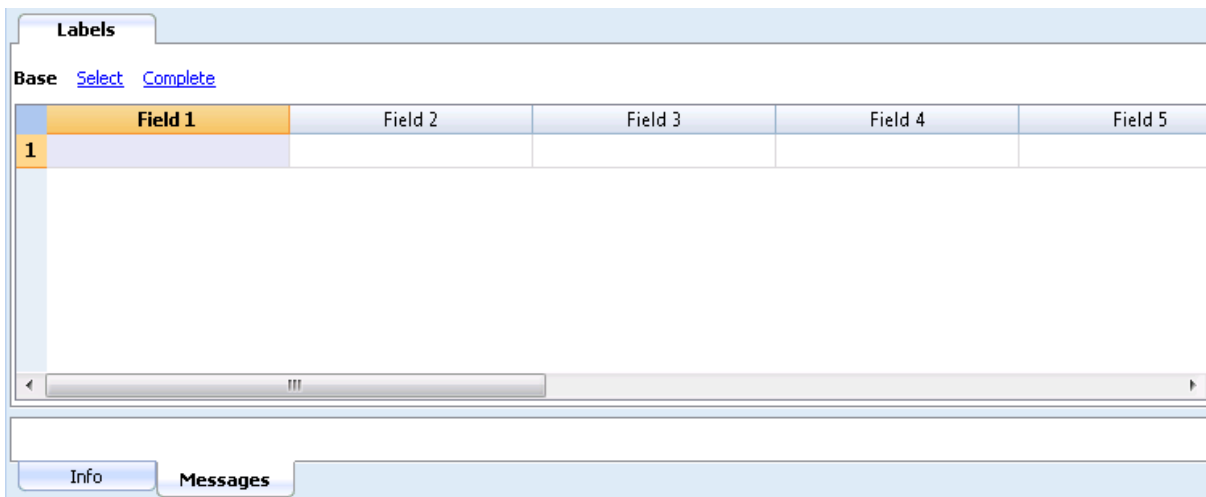 Labels
Base Select Complete
Field 1 Field 2 Field 3 Field 4 Field 5
1
Info Messages